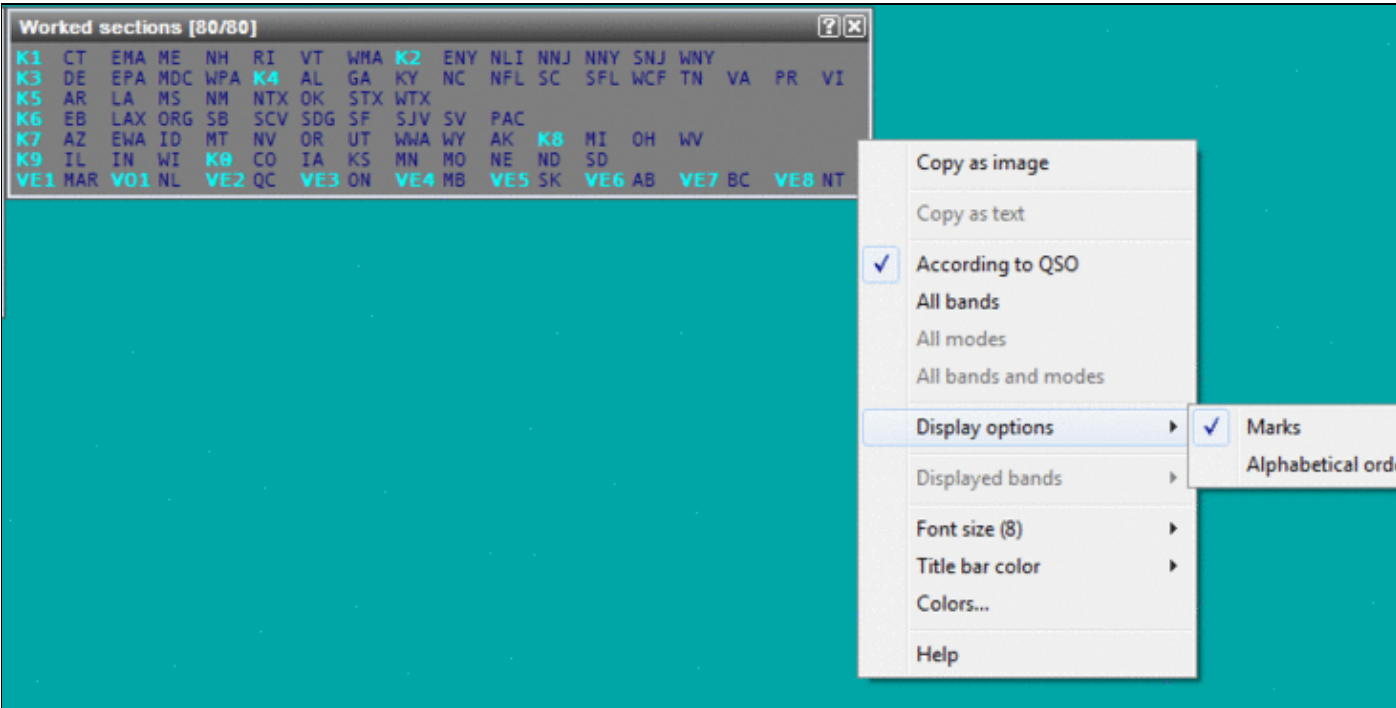 Worked sections [80/80]
K1 CT EMA ME NH RI VT WMA K2 ENY NLI NNJ NNY SNJ WNY
K3 DE EPA MDC WPA K4 AL GA KY NC NFL SC SFL WCF TN VA PR VI
K5 AR LA MS NM NTX OK STX WTX
K6 EB LAX ORG SB SCV SDG SF SJV SV PAC
K7 AZ EWA ID MT NV OR UT WWA WY AK K8 MI OH WV
K9 IL IN WI K0 CO IA KS MN MO NE ND SD
VE1 MAR VO1 NL VE2 QC VE3 ON VE4 MB VE5 SK VE6 AB VE7 BC VE8 NT
Copy as image
Copy as text
According to QSO
All bands
All modes
All bands and modes
Display options
Marks
Alphabetical orde
Displayed bands
Font size (8)
Title bar color
Colors...
Help